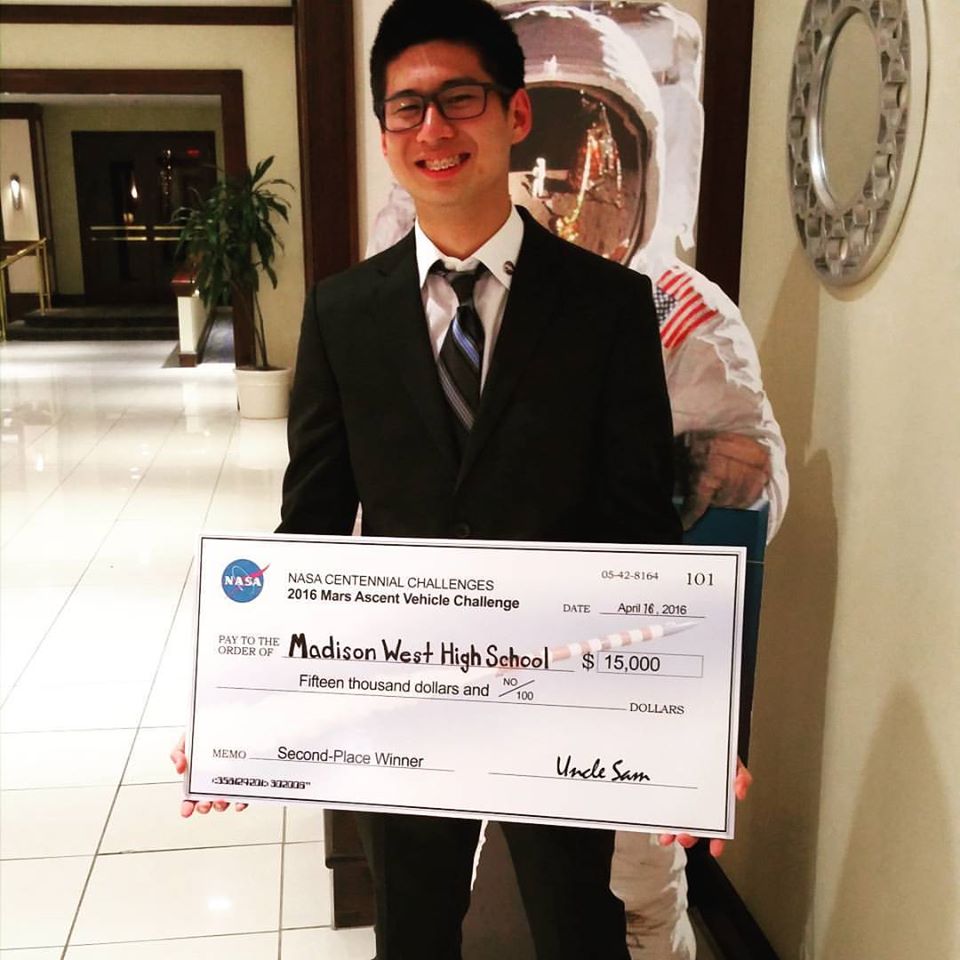 NASA
NASA CENTENNIAL CHALLENGES
2016 Mars Ascent Vehicle Challenge
05-42-8164 101
DATE April 16, 2016
PAY TO THE
ORDER OF Madison West High School $ 15,000
Fifteen thousand dollars and NO/100 DOLLARS
MEMO Second-Place Winner Uncle Sam